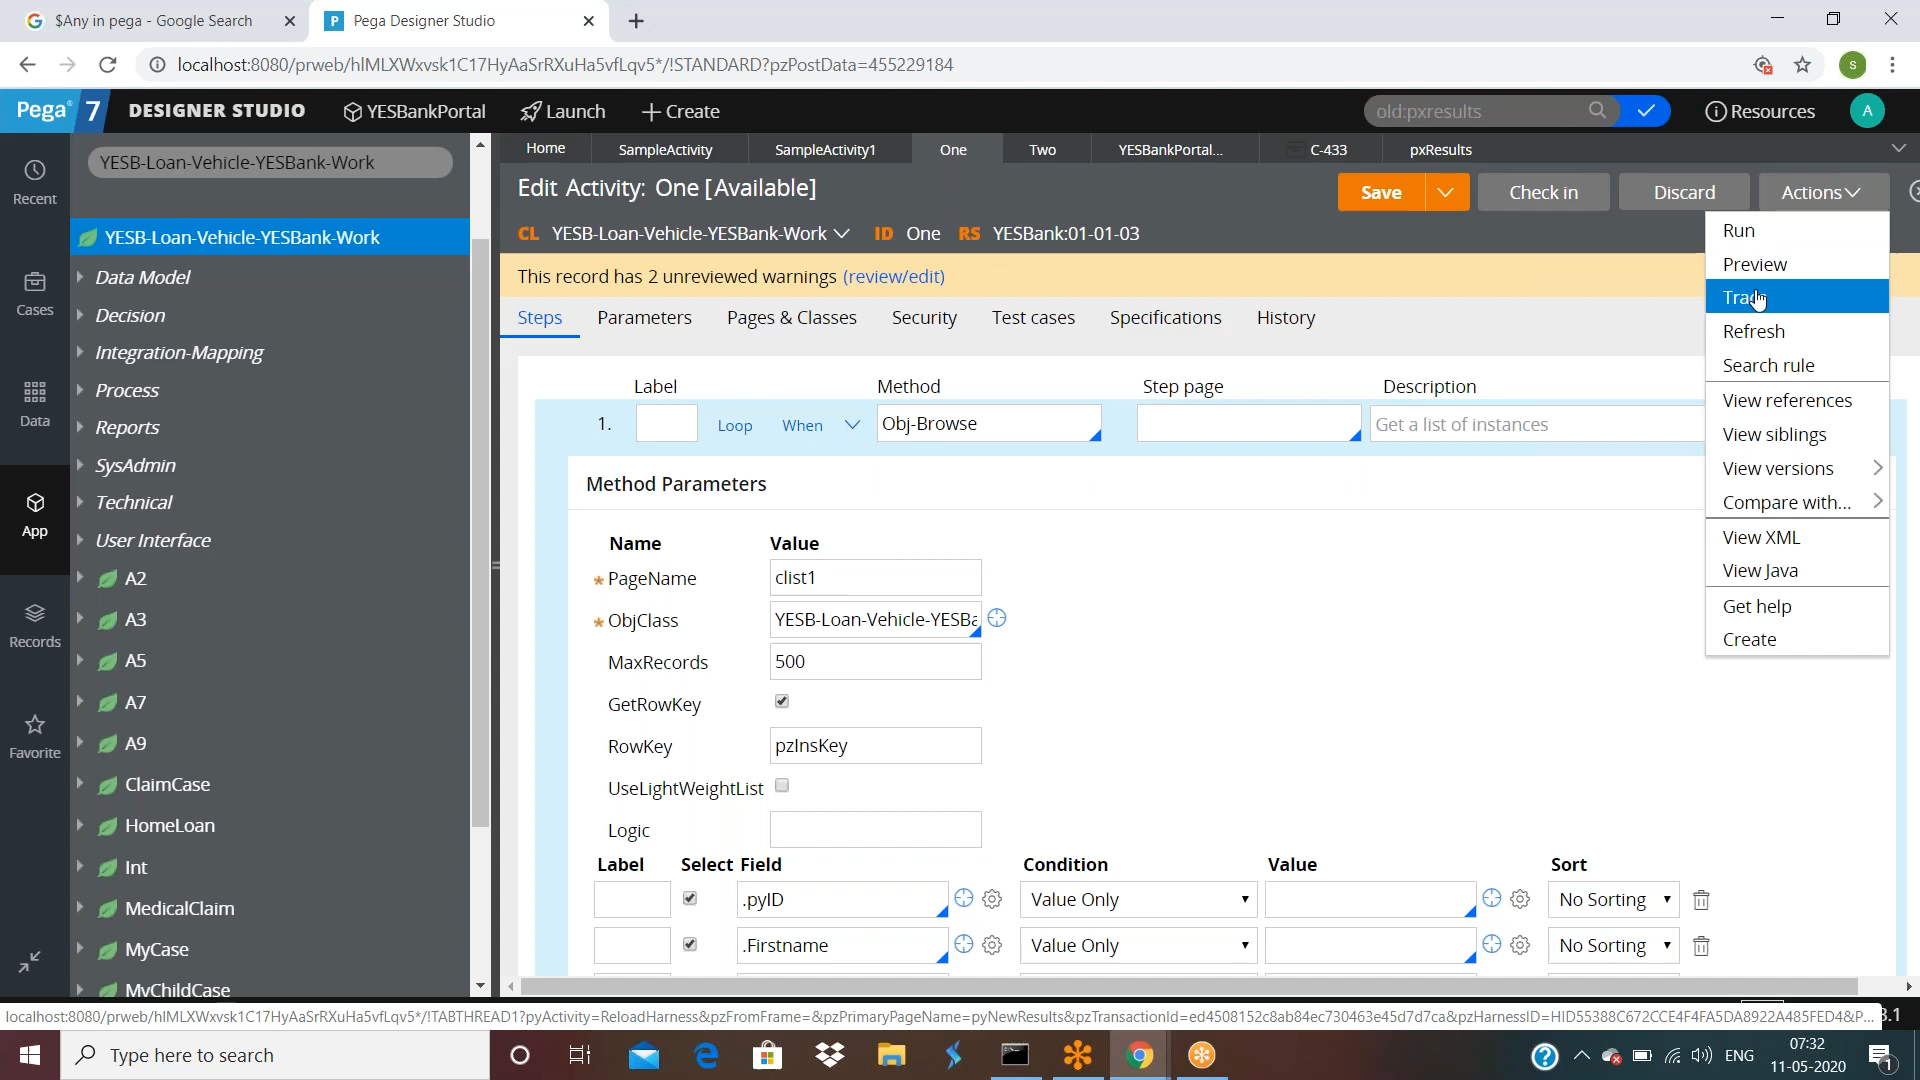 $Any in pega - Google Search
Pega Designer Studio
localhost:8080/prweb/hIMLXWxvsk1C17HyAaSrRXuHa5vfLqv5*/!STANDARD?pzPostData=455229184
s
Pega 7 DESIGNER STUDIO YESBankPortal Launch Create old:pxresults Resources A
Recent
Cases
Data
App
Records
Favorite
YESB-Loan-Vehicle-YESBank-Work
YESB-Loan-Vehicle-YESBank-Work
Data Model
Decision
Integration-Mapping
Process
Reports
SysAdmin
Technical
User Interface
A2
A3
A5
A7
A9
ClaimCase
HomeLoan
Int
MedicalClaim
MyCase
MyChildCase
Home SampleActivity SampleActivity1 One Two YESBankPortal... C-433 pxResults
Edit Activity: One [Available]
Save Check in Discard Actions
CL YESB-Loan-Vehicle-YESBank-Work ID One RS YESBank:01-01-03
This record has 2 unreviewed warnings (review/edit)
Steps Parameters Pages & Classes Security Test cases Specifications History
Run
Preview
Refresh
Search rule
View references
View siblings
View versions
Compare with...
View XML
View Java
Get help
Create
Label Method Step page Description
1. Loop When Obj-Browse Get a list of instances
Method Parameters
Name Value
PageName clist1
ObjClass YESB-Loan-Vehicle-YESBa
MaxRecords 500
GetRowKey
RowKey pzInsKey
UseLightWeightList
Logic
Label Select Field Condition Value Sort
.pyID Value Only No Sorting
.Firstname Value Only No Sorting
localhost:8080/prweb/hIMLXWxvsk1C17HyAaSrRXuHa5vfLqv5*/!TABTHREAD1?pyActivity=ReloadHarness&pzFromFrame=&pzPrimaryPageName=pyNewResults&pzTransactionId=ed4508152c8ab84ec730463e45d7d7ca&pzHarnessID=HID55388C672CCE4F4FA5DA8922A485FED4&P...
Type here to search
ENG
07:32
11-05-2020
1